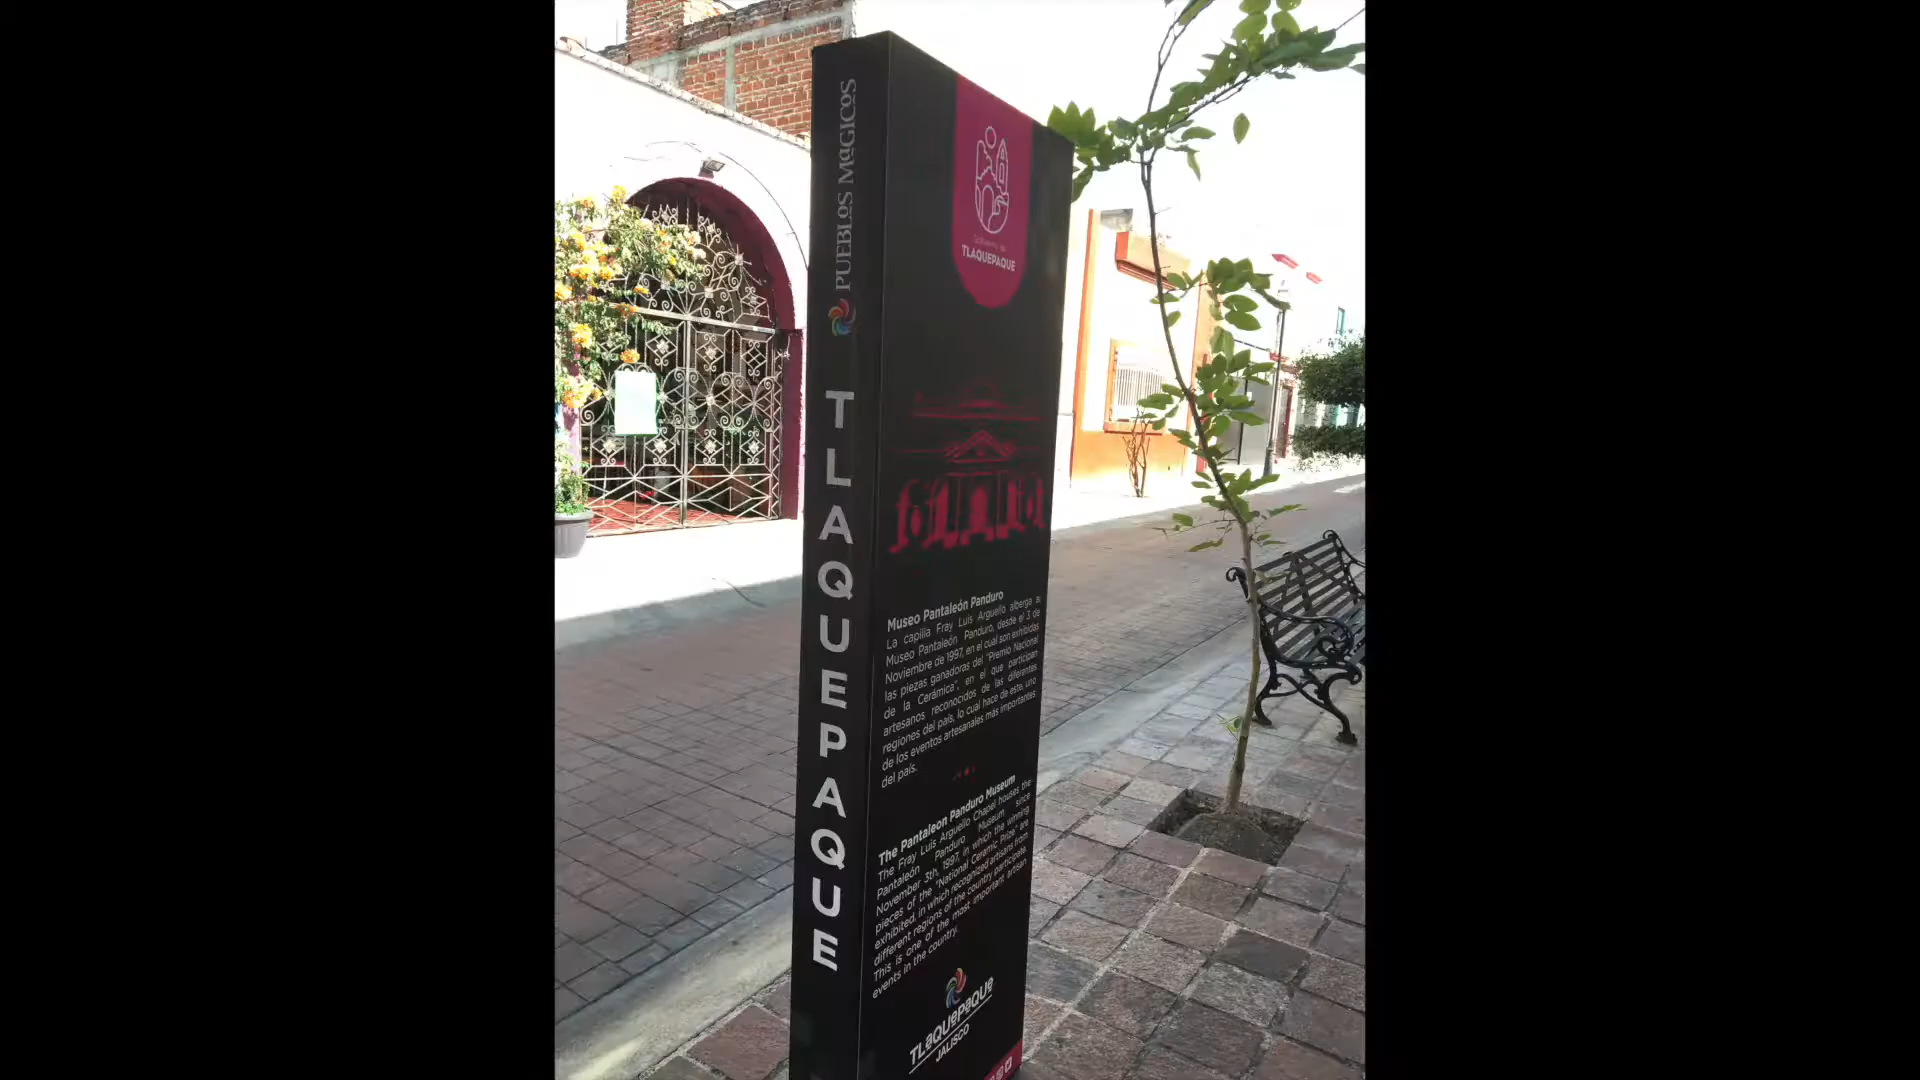 PUEBLOS MaGICOS
TLAQUEPAQUE
Gobierno de
TLAQUEPAQUE
Museo Pantaleón Panduro
La capilla Fray Luis Arguello alberga a
Museo Pantaleón Panduro, desde el 3 de
Noviembre de 1997, en el cual son exhibidas
las piezas ganadoras del "Premio Nacional
de la Cerámica", en el que participan
artesanos reconocidos de las diferentes
regiones del país, lo cual hace de este, uno
de los eventos artesanales más importantes
del país.
The Pantaleon Panduro Museum
The Fray Luis Arguello Chapel houses the
Pantaleón Panduro Museum since
November 3th, 1997, in which the winning
pieces of the "National Ceramic Prize" are
exhibited, in which recognized artisans from
different regions of the country participate.
This is one of the most important artisan
events in the country.
TLaQUePaQUe
JALISCO